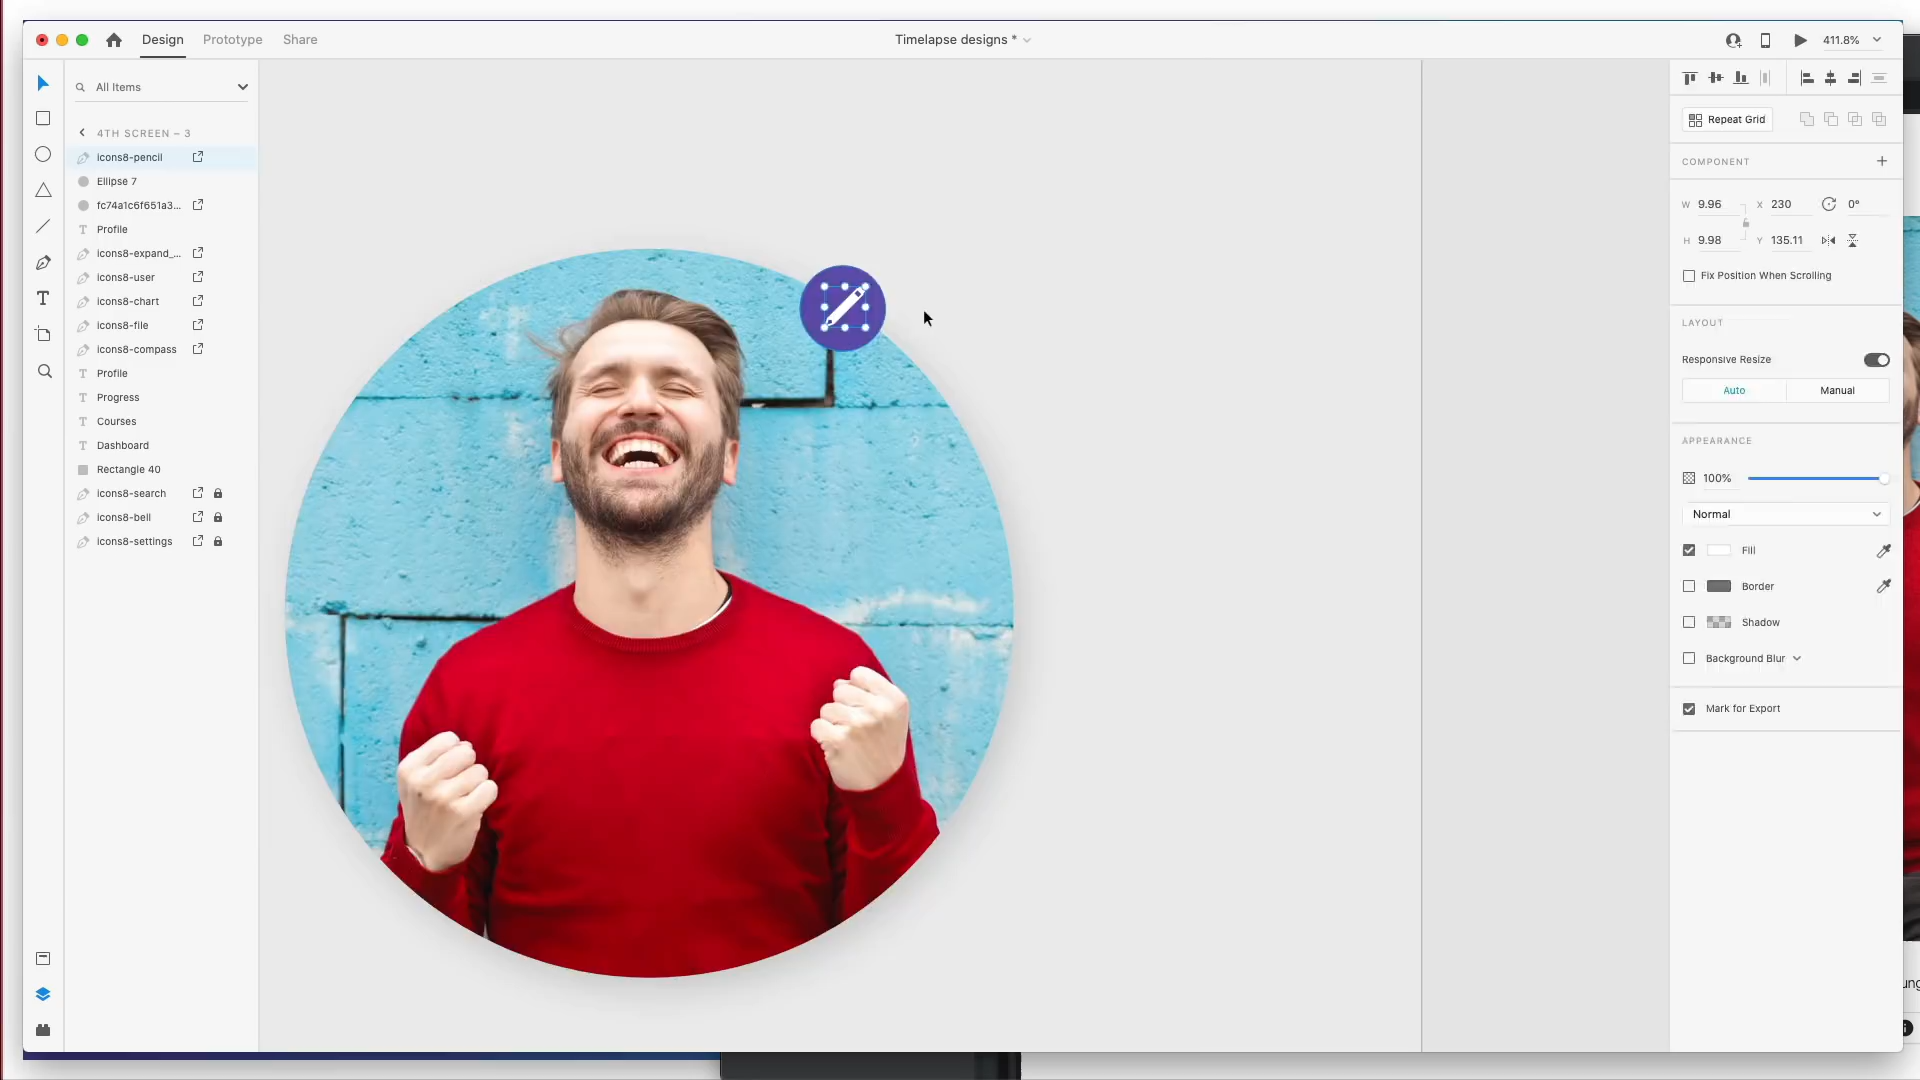 Design
Prototype
Share
Timelapse designs *
411.8%
All Items
4TH SCREEN – 3
icons8-pencil
Ellipse 7
fc74a1c6f651a3...
Profile
icons8-expand_...
icons8-user
icons8-chart
icons8-file
icons8-compass
Profile
Progress
Courses
Dashboard
Rectangle 40
icons8-search
icons8-bell
icons8-settings
Repeat Grid
COMPONENT
W 9.96 X 230 0°
H 9.98 Y 135.11
Fix Position When Scrolling
LAYOUT
Responsive Resize
Auto Manual
APPEARANCE
100%
Normal
Fill
Border
Shadow
Background Blur
Mark for Export